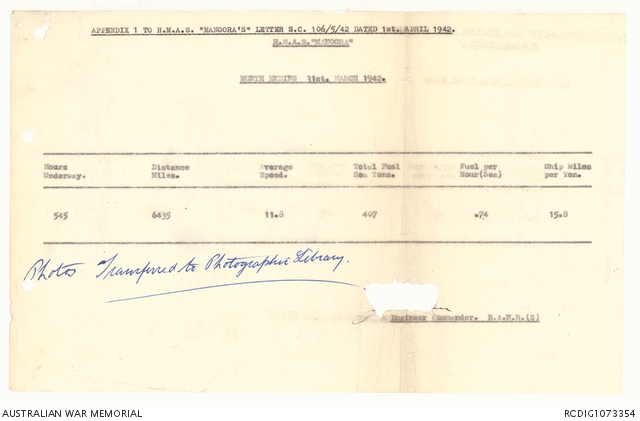 APPENDIX 1 TO H.M.A.S. "MANOORA'S" LETTER S.C. 106/5/42 DATED 1st. APRIL 1942.
H.M.A.S. "MANOORA"
MONTH ENDING 31st. MARCH 1942.
Hours Underway. Distance Miles. Average Speed. Total Fuel Sea Tons. Fuel per Hour(Sea) Ship Miles per Ton.
545 6435 11.8 407 .74 15.8
Photos Transferred to Photographic Library.
Engineer Commander. R.A.N.R.(S)
AUSTRALIAN WAR MEMORIAL
RCDIG1073354